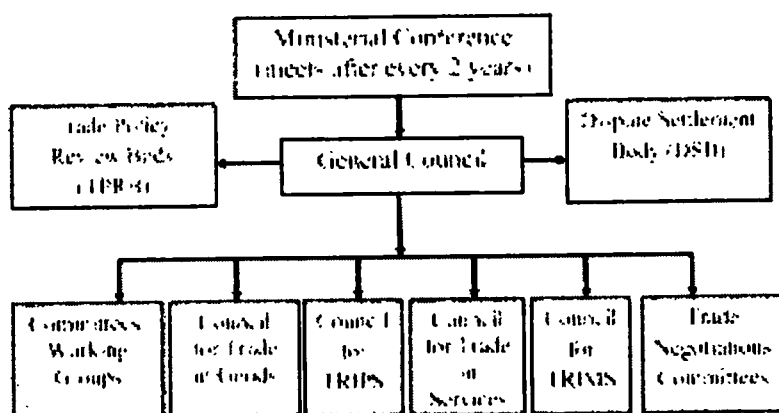 Ministerial Conference
(meets after every 2 years)
Trade Policy
Review Body
(TPRB)
General Council
Dispute Settlement
Body (DSB)
Committees
Working
Groups
Council
for Trade
in Goods
Council
for
TRIPS
Council
for Trade
in
Services
Council
for
TRIMS
Trade
Negotiations
Committees